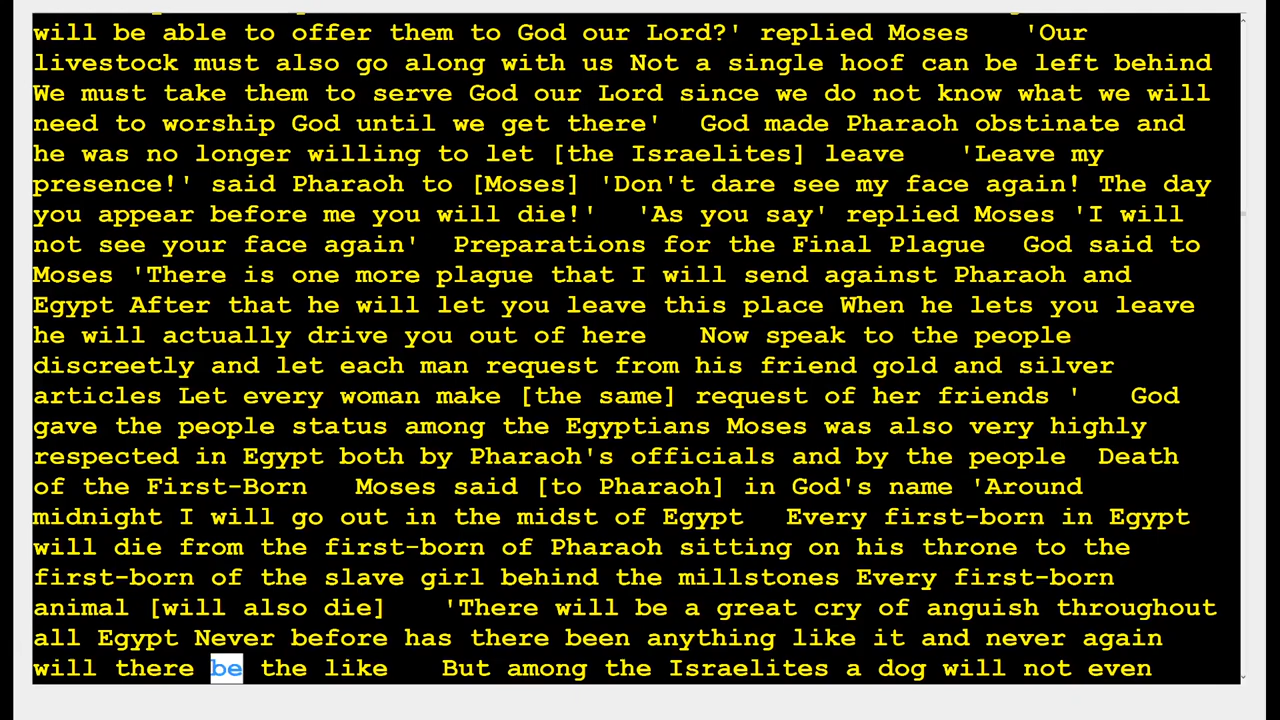 will be able to offer them to God our Lord?' replied Moses 'Our
livestock must also go along with us Not a single hoof can be left behind
We must take them to serve God our Lord since we do not know what we will
need to worship God until we get there' God made Pharaoh obstinate and
he was no longer willing to let [the Israelites] leave 'Leave my
presence!' said Pharaoh to [Moses] 'Don't dare see my face again! The day
you appear before me you will die!' 'As you say' replied Moses 'I will
not see your face again' Preparations for the Final Plague God said to
Moses 'There is one more plague that I will send against Pharaoh and
Egypt After that he will let you leave this place When he lets you leave
he will actually drive you out of here Now speak to the people
discreetly and let each man request from his friend gold and silver
articles Let every woman make [the same] request of her friends ' God
gave the people status among the Egyptians Moses was also very highly
respected in Egypt both by Pharaoh's officials and by the people Death
of the First-Born Moses said [to Pharaoh] in God's name 'Around
midnight I will go out in the midst of Egypt Every first-born in Egypt
will die from the first-born of Pharaoh sitting on his throne to the
first-born of the slave girl behind the millstones Every first-born
animal [will also die] 'There will be a great cry of anguish throughout
all Egypt Never before has there been anything like it and never again
will there be the like But among the Israelites a dog will not even